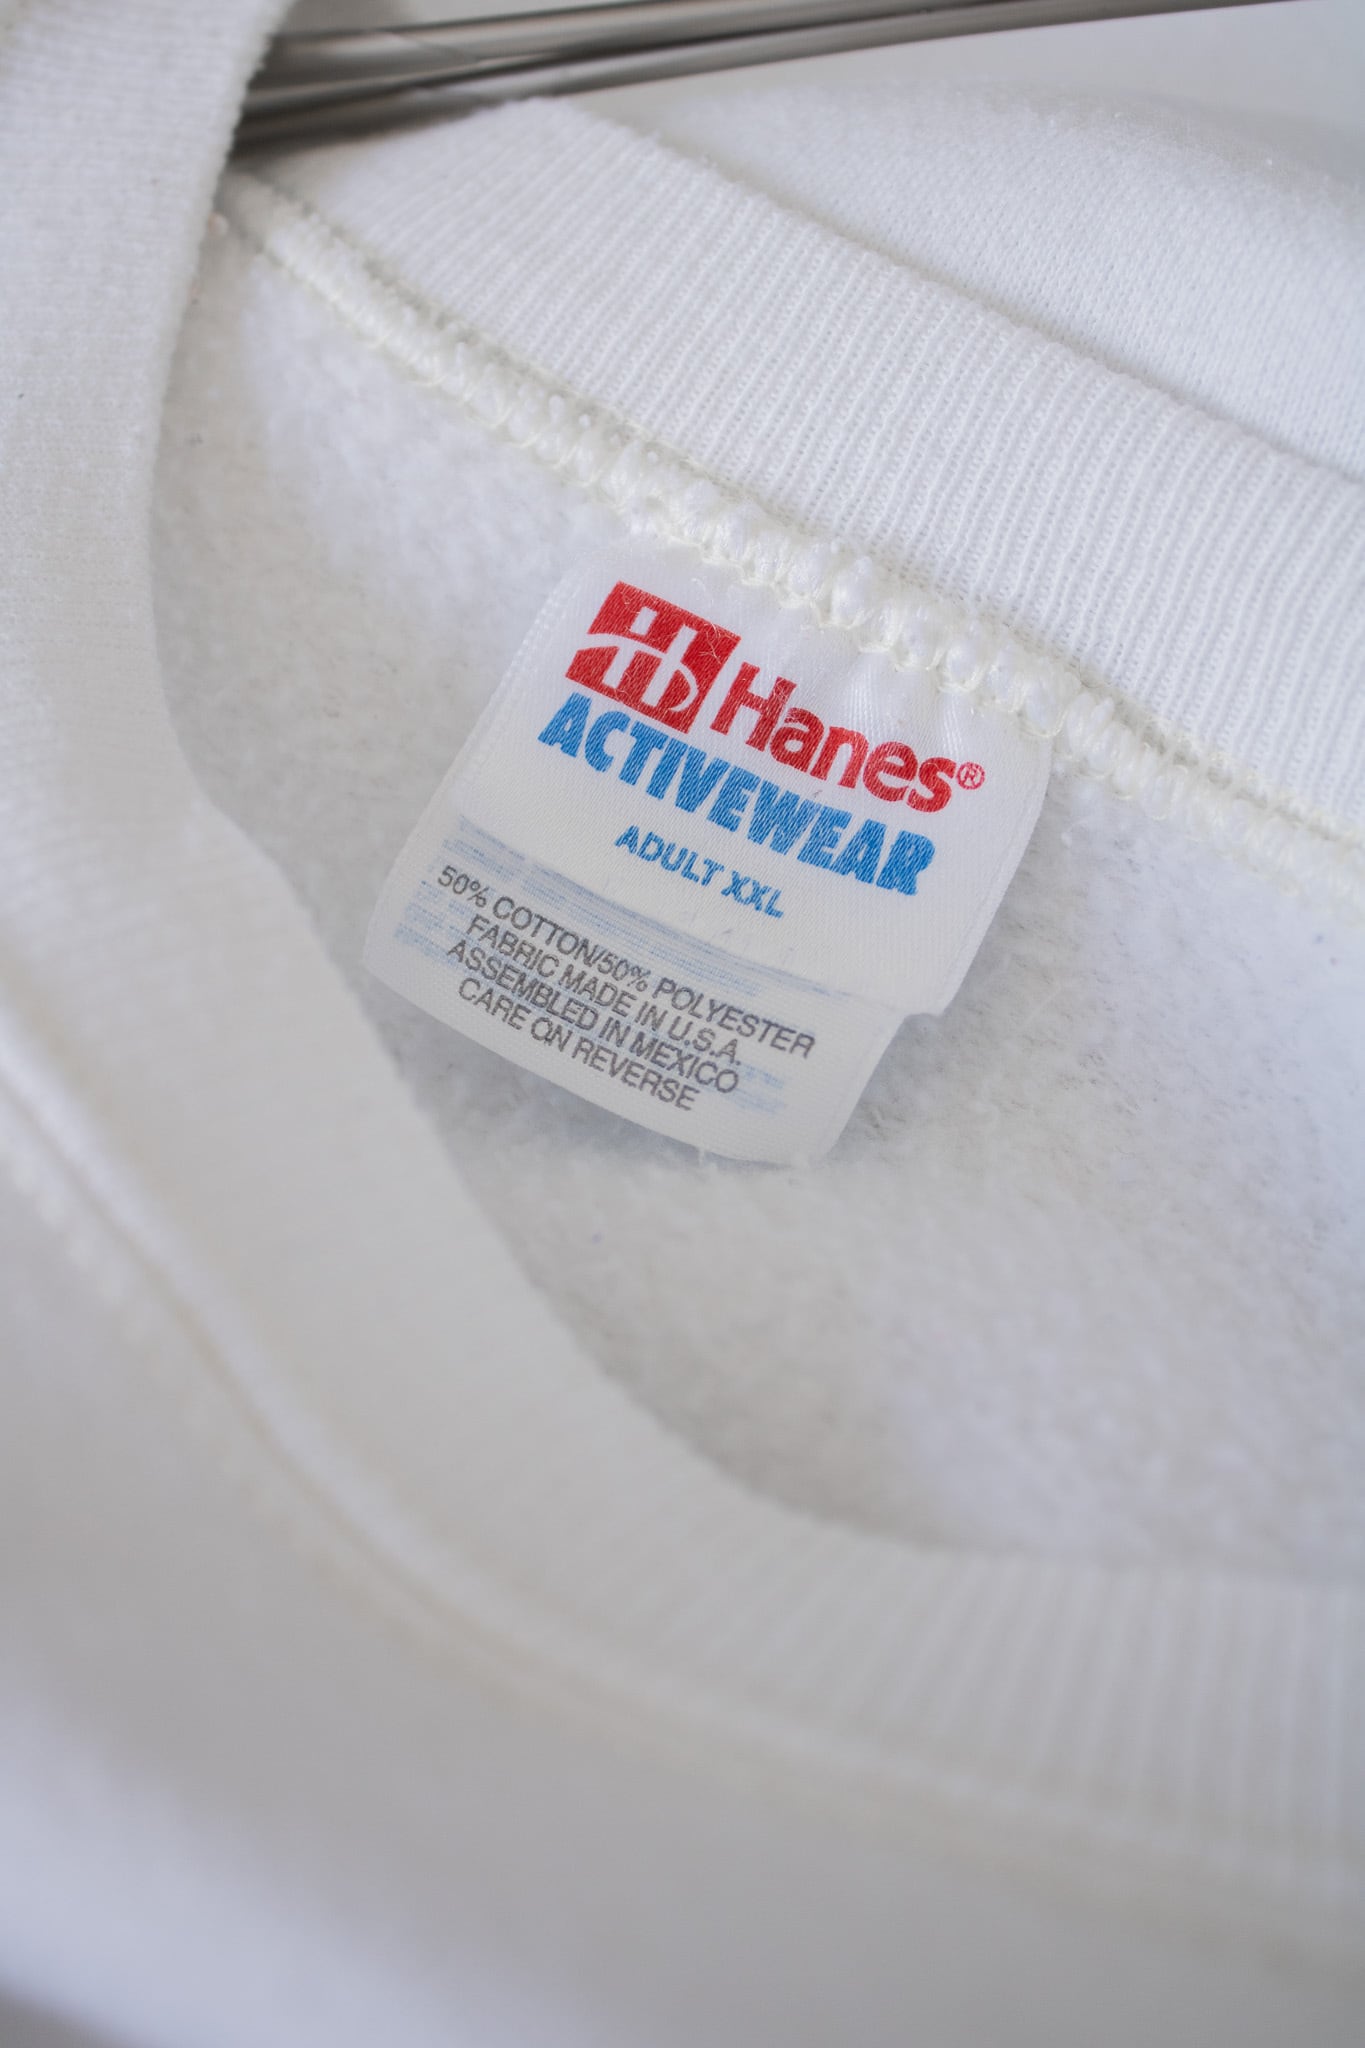 Hanes®
ACTIVEWEAR
ADULT XXL
50% COTTON/50% POLYESTER
FABRIC MADE IN U.S.A.
ASSEMBLED IN MEXICO
CARE ON REVERSE